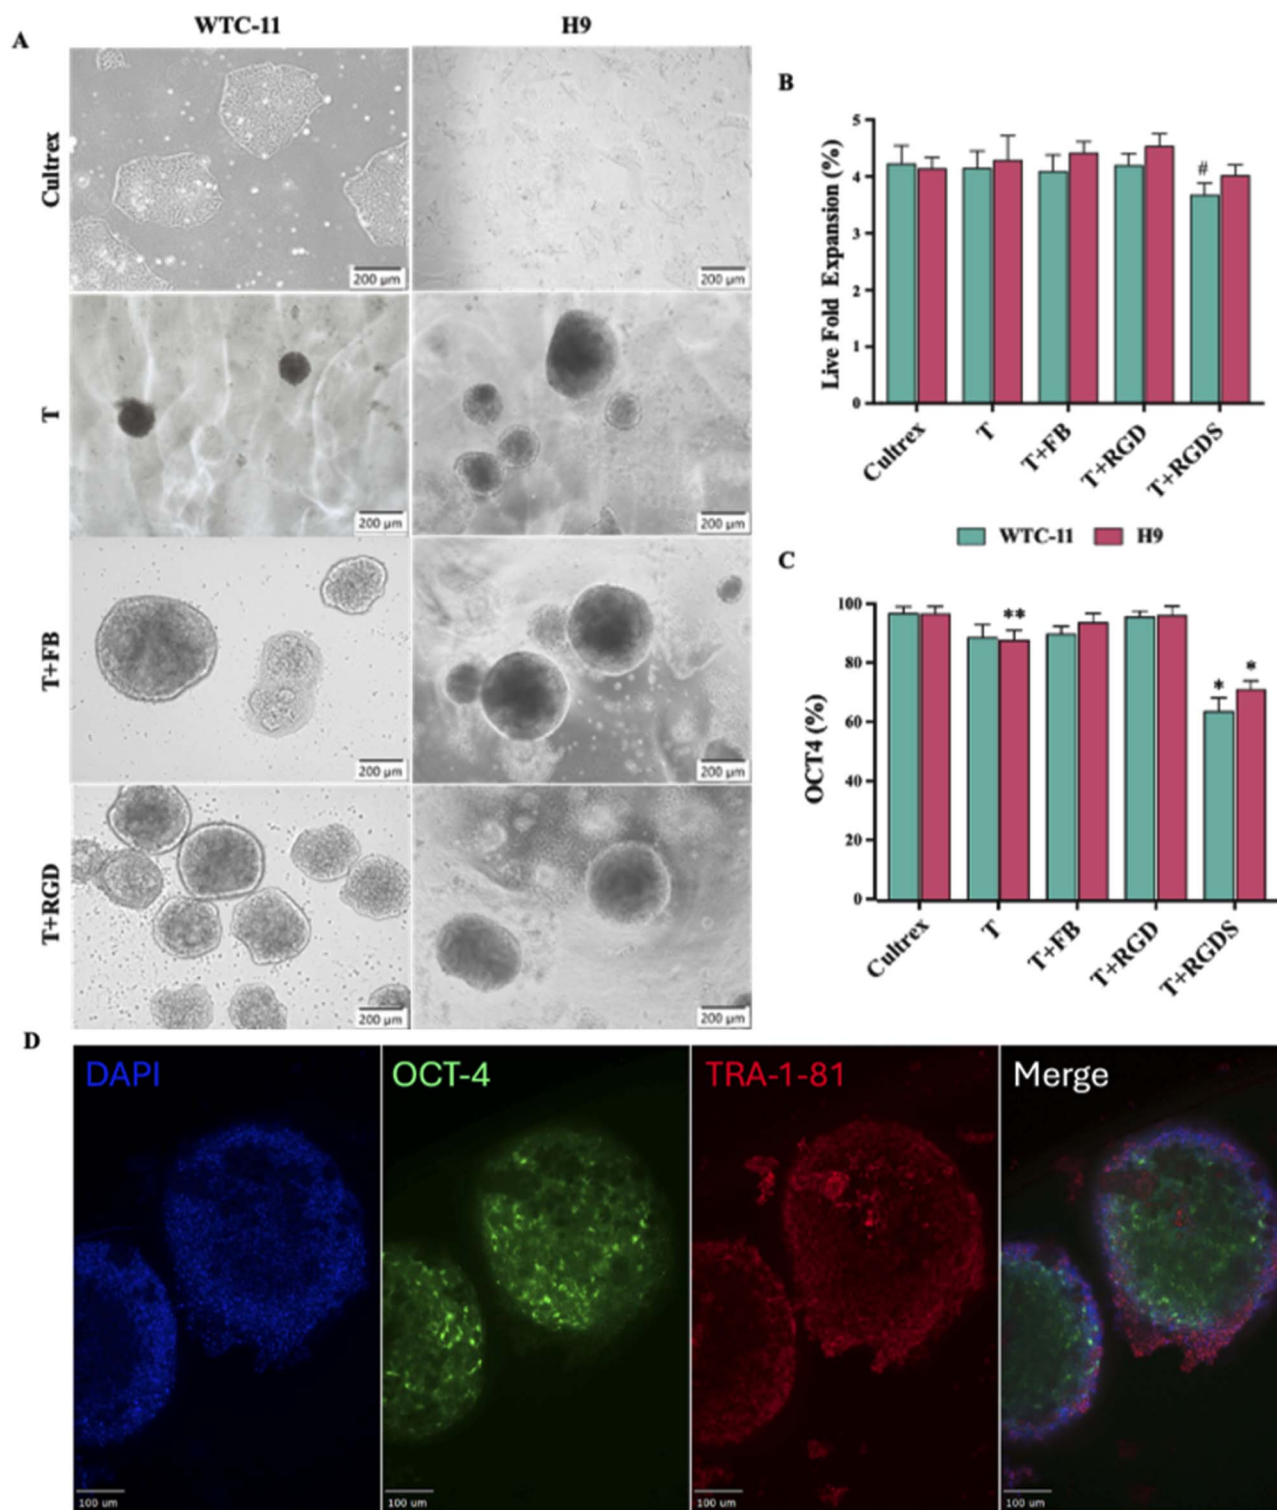 WTC-11
H9
A
Cultrex
200 µm
200 µm
T
200 µm
200 µm
T+FB
200 µm
200 µm
T+RGD
200 µm
200 µm
B
Live Fold Expansion (%)
5
4
3
2
1
0
#
Cultrex
T
T+FB
T+RGD
T+RGDS
WTC-11
H9
C
OCT4 (%)
100
80
60
40
20
0
**
*
*
Cultrex
T
T+FB
T+RGD
T+RGDS
D
DAPI
OCT-4
TRA-1-81
Merge
100 um
100 um
100 um
100 um